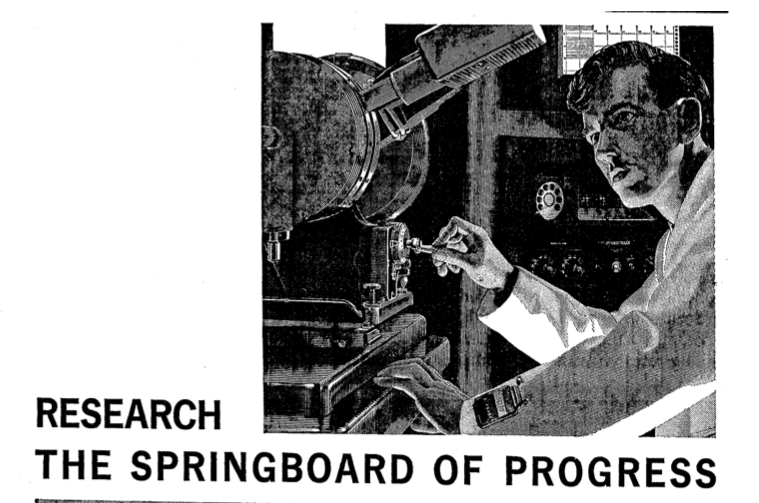 RESEARCH
THE SPRINGBOARD OF PROGRESS